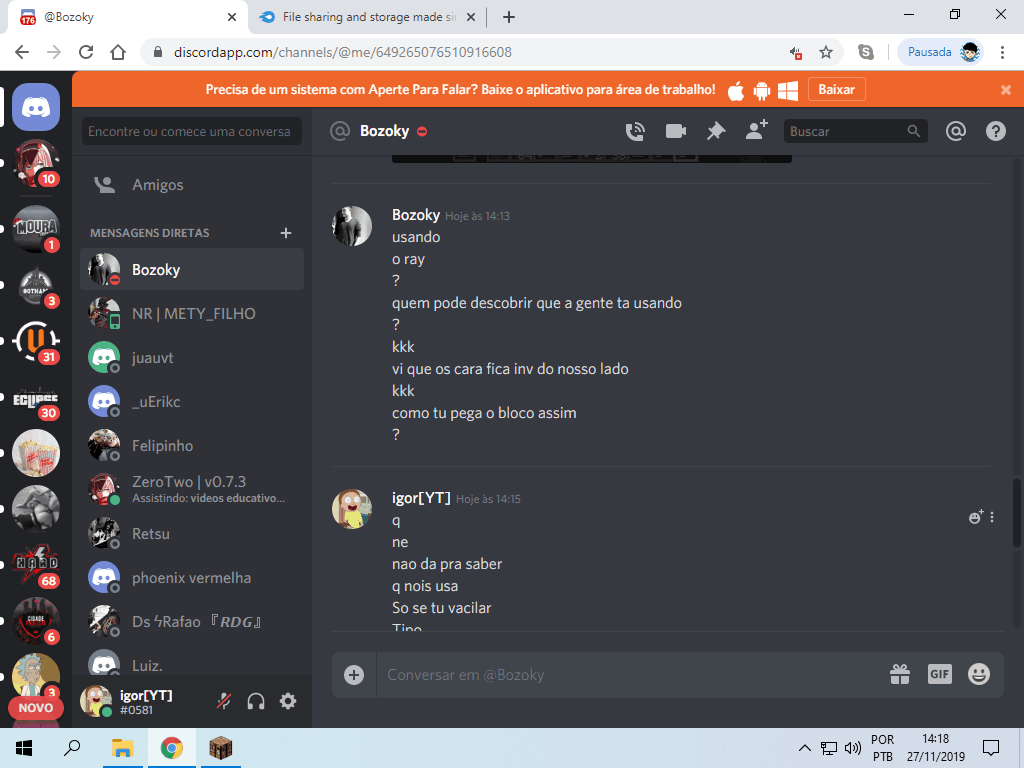 176
@Bozoky
File sharing and storage made si
discordapp.com/channels/@me/649265076510916608
Pausada
Precisa de um sistema com Aperte Para Falar? Baixe o aplicativo para área de trabalho!
Baixar
Encontre ou comece uma conversa
@ Bozoky
Buscar
10
Amigos
MOURA
1
MENSAGENS DIRETAS
Bozoky
GOTHAM
3
NR | METY_FILHO
31
juauvt
ECLIPSE
30
_uErikc
Felipinho
ZeroTwo | v0.7.3
Assistindo: videos educativo...
Retsu
HARD
68
phoenix vermelha
CIDADE
6
Ds ϟRafao 『𝑹𝑫𝑮』
3
Luiz.
NOVO
igor[YT]
#0581
Bozoky Hoje às 14:13
usando
o ray
?
quem pode descobrir que a gente ta usando
?
kkk
vi que os cara fica inv do nosso lado
kkk
como tu pega o bloco assim
?
igor[YT] Hoje às 14:15
q
ne
nao da pra saber
q nois usa
So se tu vacilar
Tipo
Conversar em @Bozoky
GIF
POR
PTB
14:18
27/11/2019